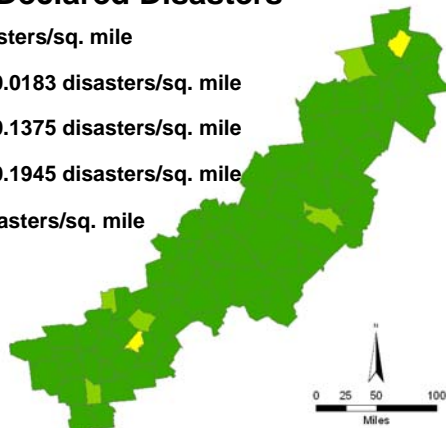 Declared Disasters
sters/sq. mile
0.0183 disasters/sq. mile
0.1375 disasters/sq. mile
0.1945 disasters/sq. mile
asters/sq. mile
N
0 25 50 100
Miles